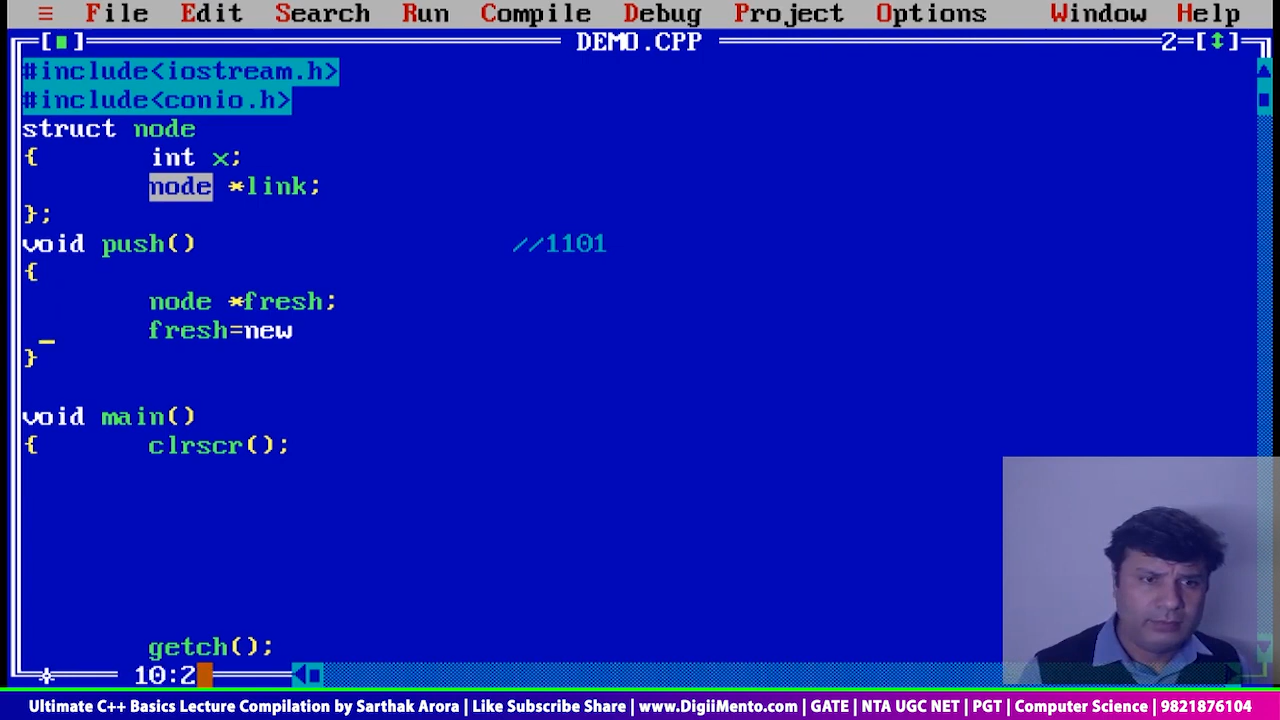 ≡ File Edit Search Run Compile Debug Project Options Window Help
[■] DEMO.CPP 2=[↕]
#include<iostream.h>
#include<conio.h>
struct node
{ int x;
node *link;
};
void push() //1101
{
node *fresh;
fresh=new
_
}
void main()
{ clrscr();
getch();
10:2
Ultimate C++ Basics Lecture Compilation by Sarthak Arora | Like Subscribe Share | www.DigiiMento.com | GATE | NTA UGC NET | PGT | Computer Science | 9821876104